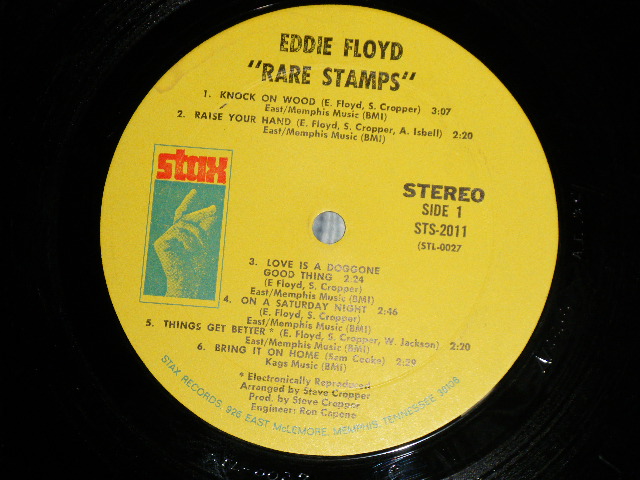 EDDIE FLOYD
"RARE STAMPS"
1. KNOCK ON WOOD (E. Floyd, S. Cropper) 3:07
East/Memphis Music (BMI)
2. RAISE YOUR HAND (E. Floyd, S. Cropper, A. Isbell) 2:20
East/Memphis Music (BMI)
stax
STEREO
SIDE 1
STS-2011
(STL-0027
3. LOVE IS A DOGGONE
GOOD THING 2:24
(E Floyd, S. Cropper)
East/Memphis Music (BMI)
4. ON A SATURDAY NIGHT 2:46
(E. Floyd, S. Cropper)
East/Memphis Music (BMI)
5. THINGS GET BETTER * (E. Floyd, S. Cropper, W. Jackson) 2:20
East/Memphis Music (BMI)
6. BRING IT ON HOME (Sam Cooke) 2:29
Kags Music (BMI)
* Electronically Reproduced
Arranged by Steve Cropper
Prod. by Steve Cropper
Engineer: Ron Capone
STAX RECORDS, 926 EAST McLEMORE, MEMPHIS, TENNESSEE 38106